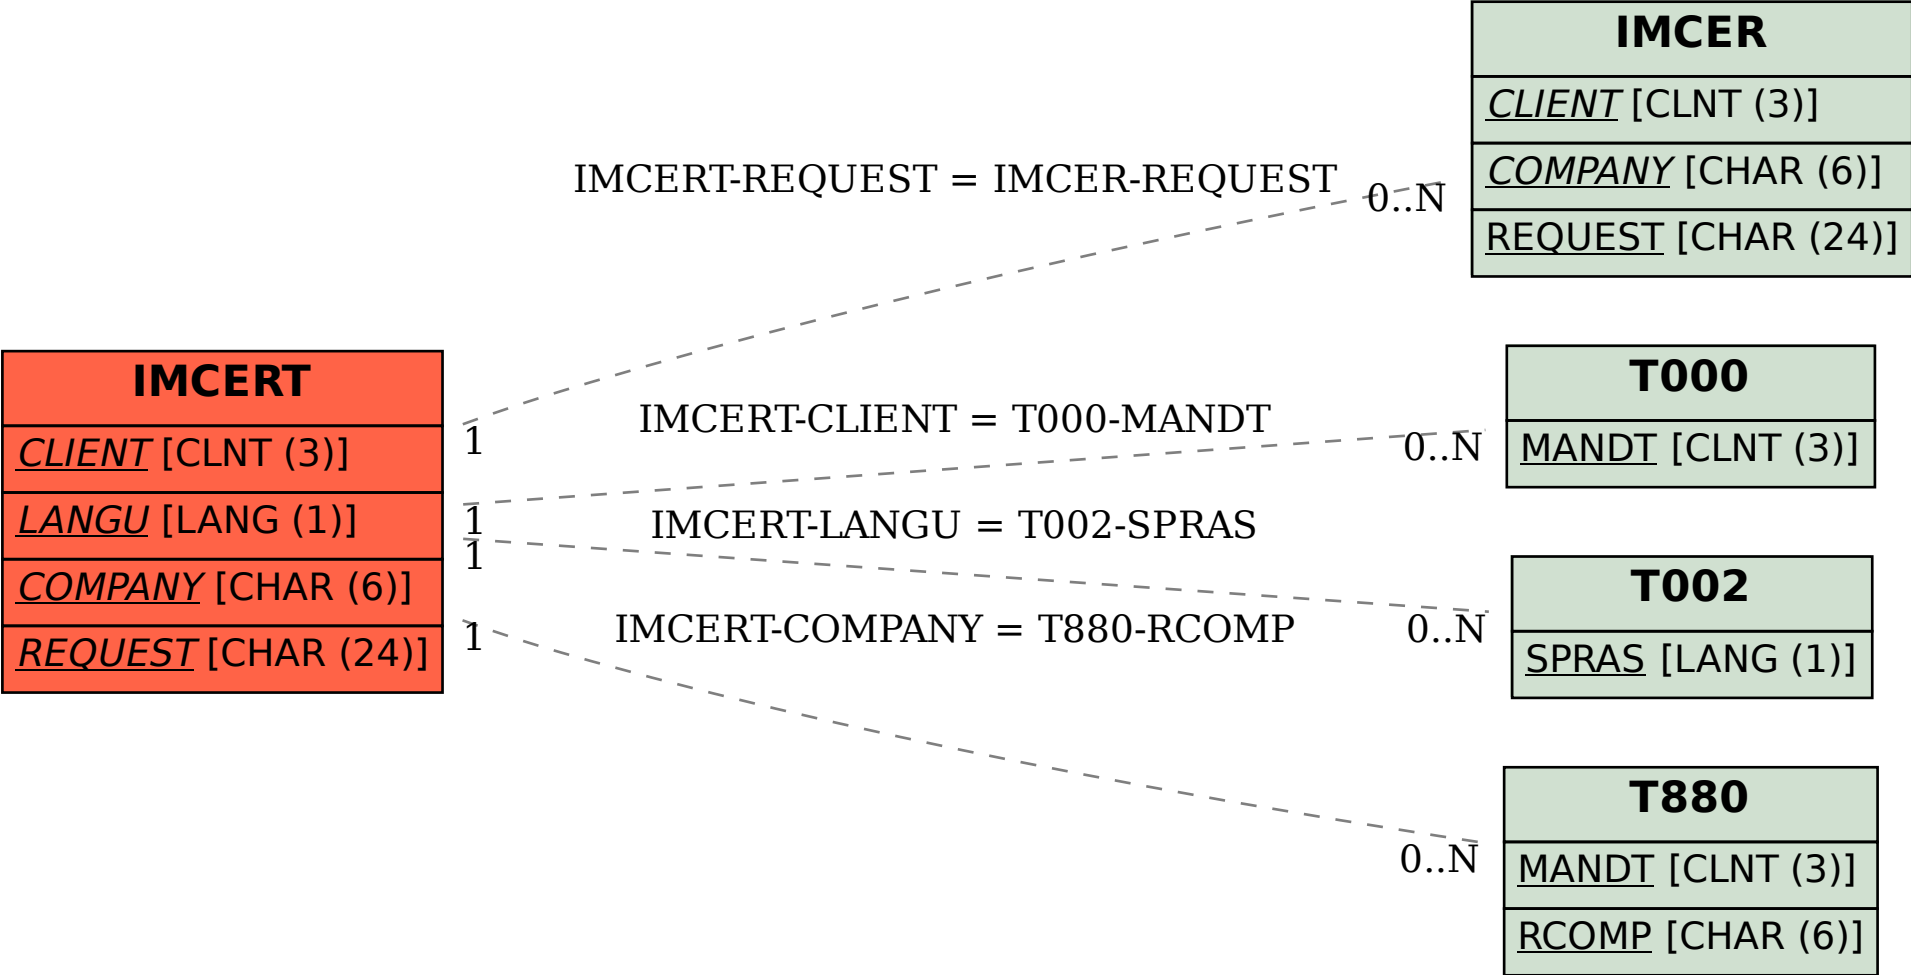 IMCER
CLIENT [CLNT (3)]
COMPANY [CHAR (6)]
REQUEST [CHAR (24)]
IMCERT-REQUEST = IMCER-REQUEST
0..N
IMCERT
CLIENT [CLNT (3)]
LANGU [LANG (1)]
COMPANY [CHAR (6)]
REQUEST [CHAR (24)]
1
IMCERT-CLIENT = T000-MANDT
0..N
T000
MANDT [CLNT (3)]
1
IMCERT-LANGU = T002-SPRAS
1
0..N
T002
SPRAS [LANG (1)]
1
IMCERT-COMPANY = T880-RCOMP
0..N
T880
MANDT [CLNT (3)]
RCOMP [CHAR (6)]